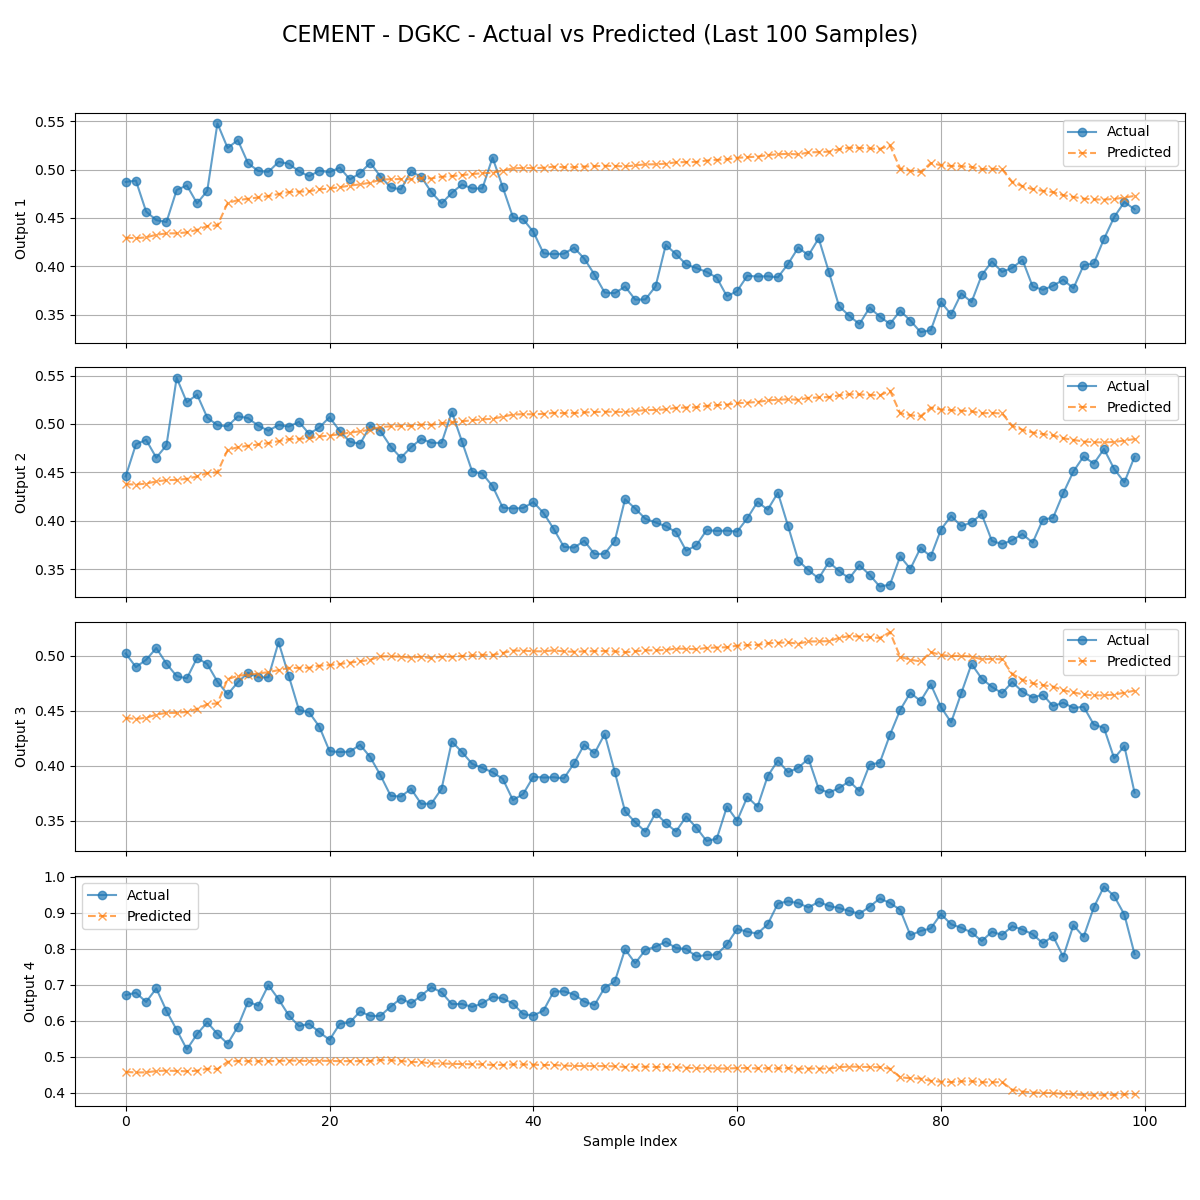 CEMENT - DGKC - Actual vs Predicted (Last 100 Samples)
0.55
0.50
0.45
0.40
0.35
Output 1
Actual
Predicted
0.55
0.50
0.45
0.40
0.35
Output 2
Actual
Predicted
0.50
0.45
0.40
0.35
Output 3
Actual
Predicted
1.0
0.9
0.8
0.7
0.6
0.5
0.4
Output 4
Actual
Predicted
0 20 40 60 80 100
Sample Index